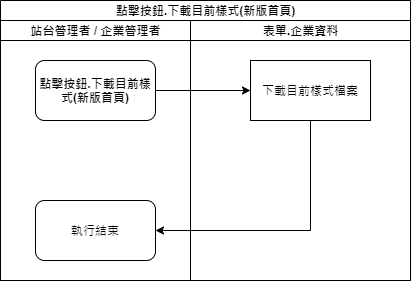 點擊按鈕.下載目前樣式(新版首頁)
站台管理者 / 企業管理者
表單.企業資料
點擊按鈕.下載目前樣
式(新版首頁)
下載目前樣式檔案
執行結束